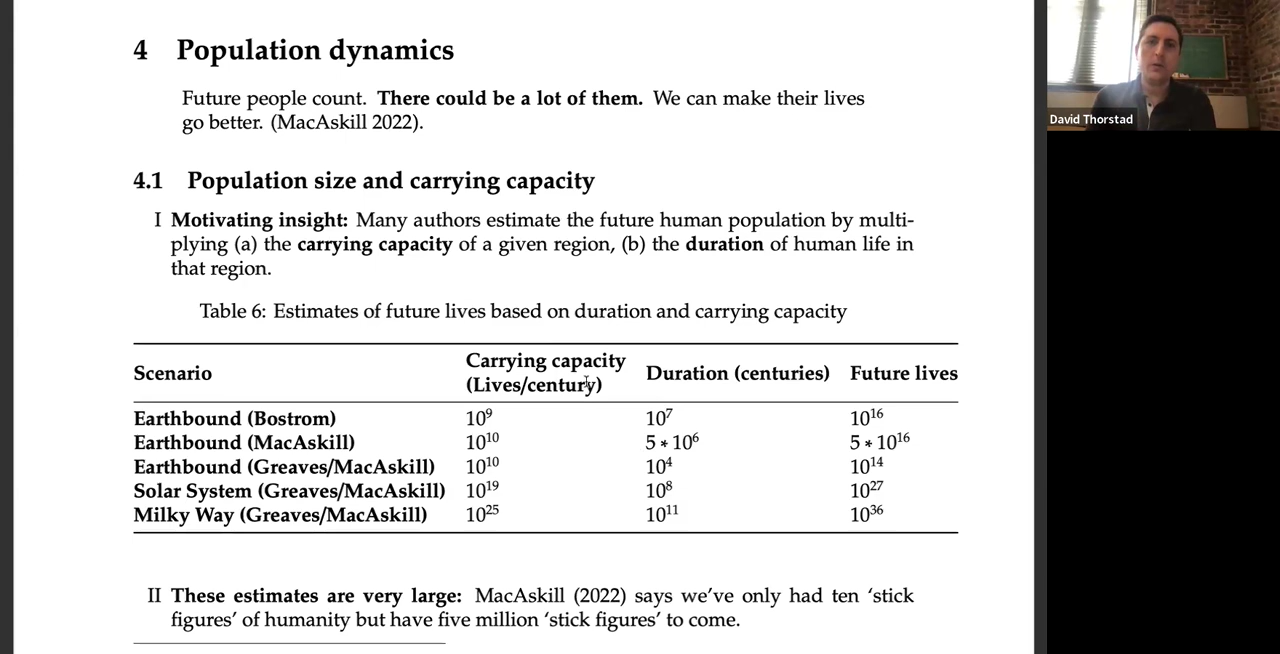 4 Population dynamics
Future people count. There could be a lot of them. We can make their lives
go better. (MacAskill 2022).
4.1 Population size and carrying capacity
I Motivating insight: Many authors estimate the future human population by multi-
plying (a) the carrying capacity of a given region, (b) the duration of human life in
that region.
Table 6: Estimates of future lives based on duration and carrying capacity
Scenario Carrying capacity (Lives/century) Duration (centuries) Future lives
Earthbound (Bostrom) 10⁹ 10⁷ 10¹⁶
Earthbound (MacAskill) 10¹⁰ 5 * 10⁶ 5 * 10¹⁶
Earthbound (Greaves/MacAskill) 10¹⁰ 10⁴ 10¹⁴
Solar System (Greaves/MacAskill) 10¹⁹ 10⁸ 10²⁷
Milky Way (Greaves/MacAskill) 10²⁵ 10¹¹ 10³⁶
II These estimates are very large: MacAskill (2022) says we've only had ten 'stick
figures' of humanity but have five million 'stick figures' to come.
David Thorstad